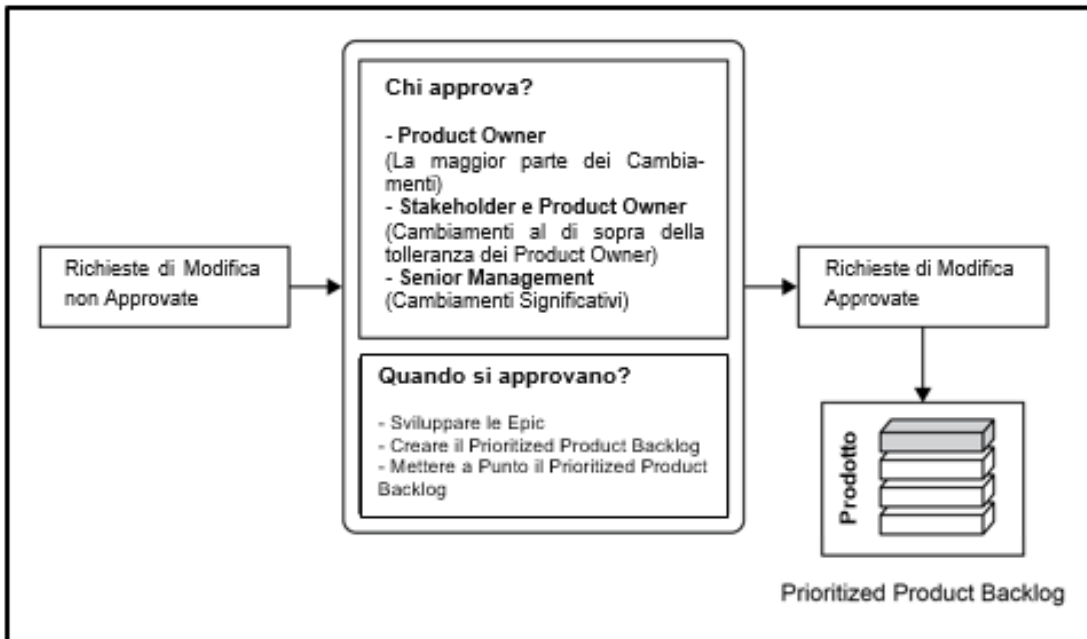 Richieste di Modifica
non Approvate
Chi approva?
- Product Owner
(La maggior parte dei Cambia-
menti)
- Stakeholder e Product Owner
(Cambiamenti al di sopra della
tolleranza dei Product Owner)
- Senior Management
(Cambiamenti Significativi)
Quando si approvano?
- Sviluppare le Epic
- Creare il Prioritized Product Backlog
- Mettere a Punto il Prioritized Product
Backlog
Richieste di Modifica
Approvate
Prodotto
Prioritized Product Backlog